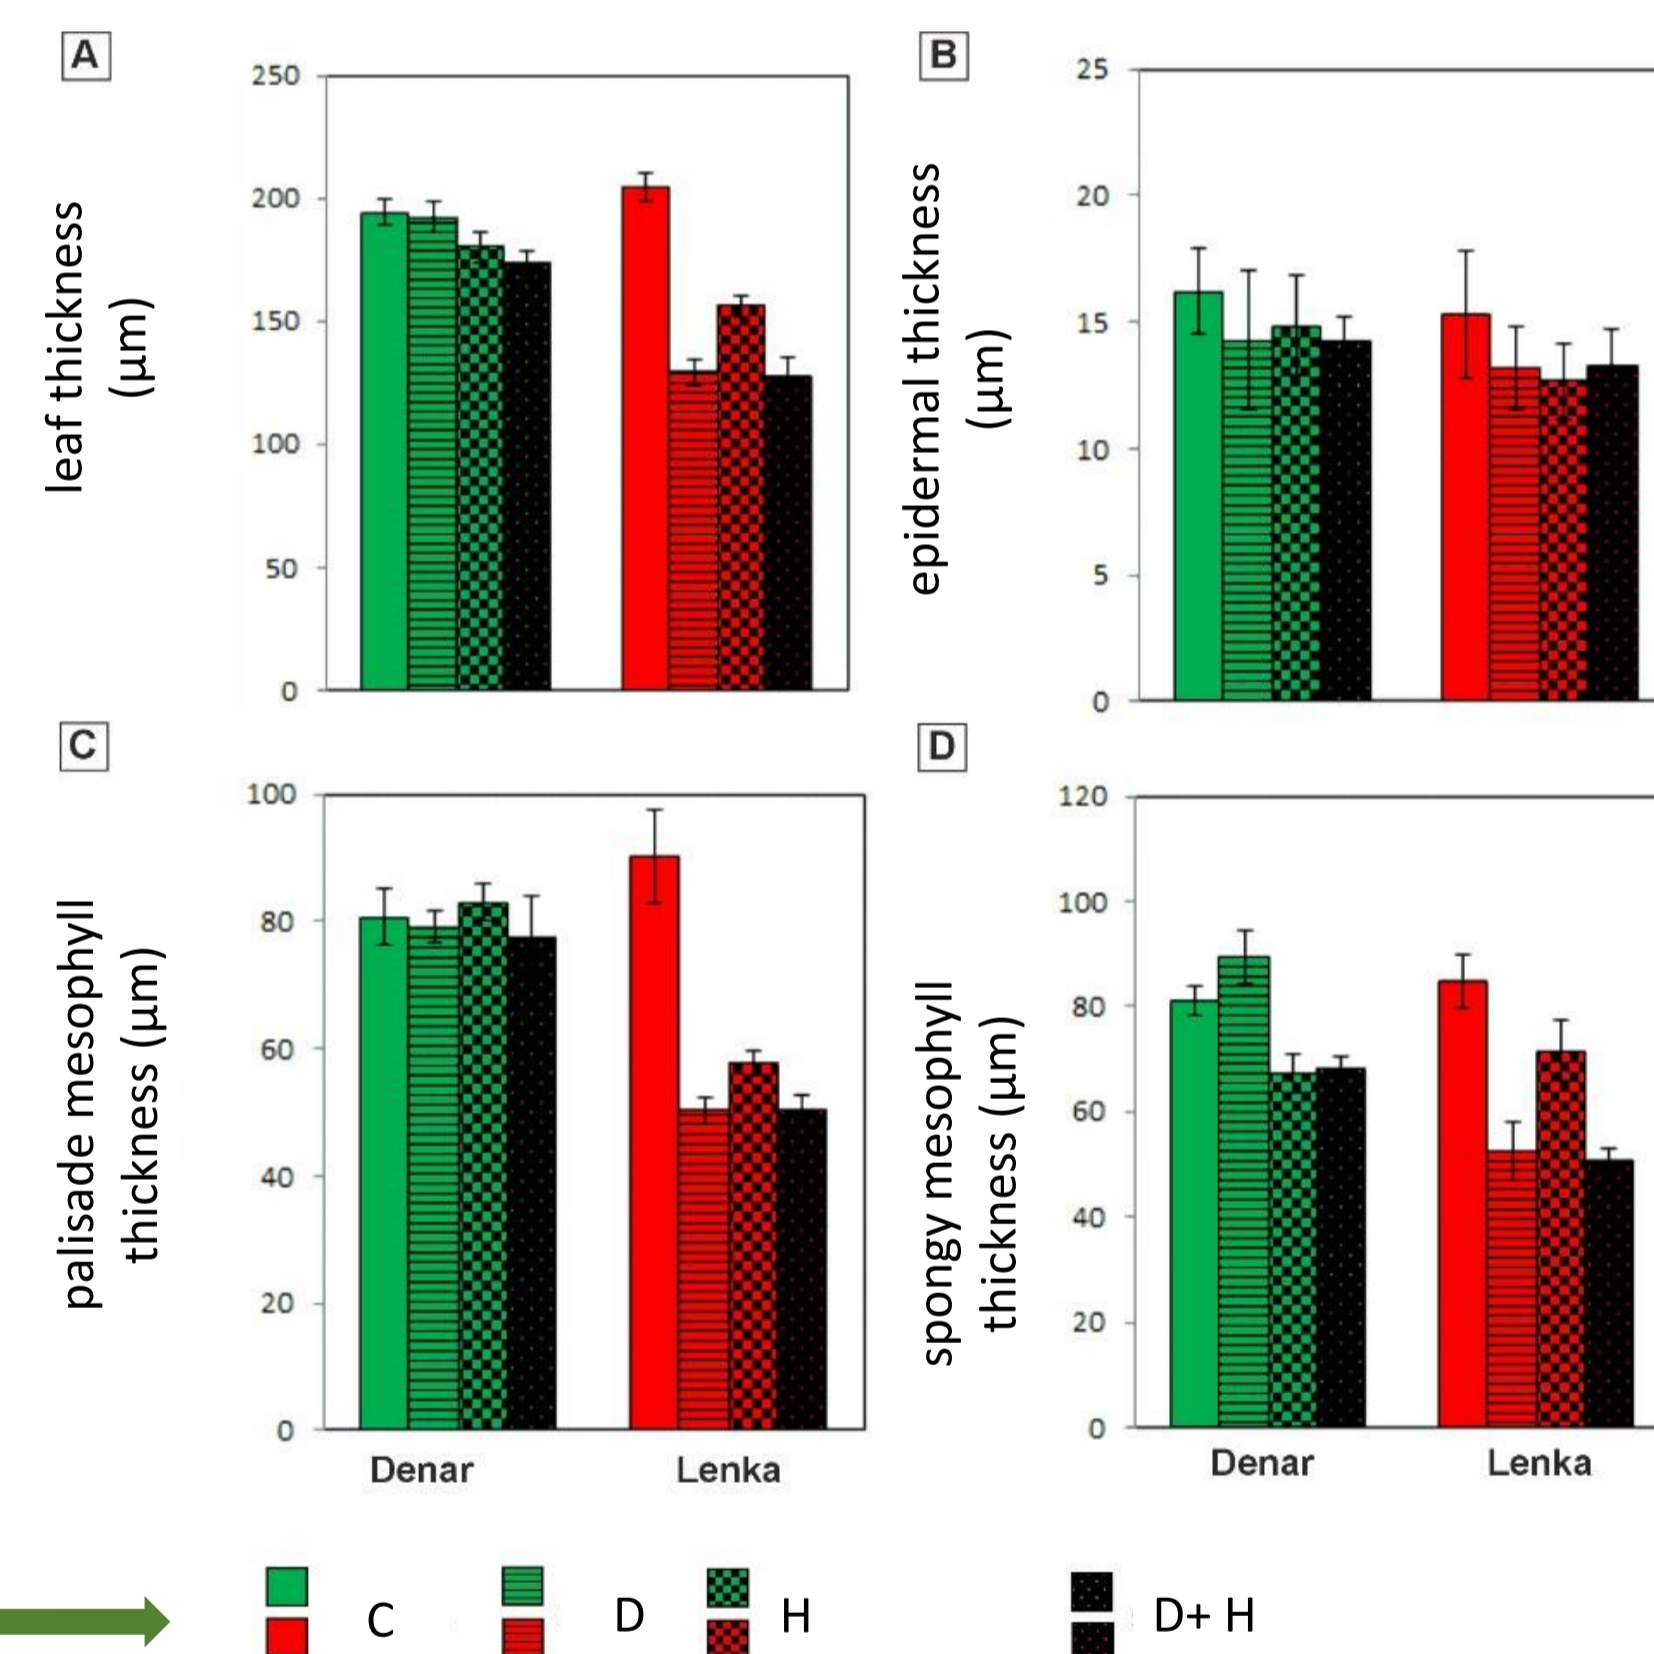 A
leaf thickness
(µm)
250
200
150
100
50
0
B
epidermal thickness
(µm)
25
20
15
10
5
0
C
palisade mesophyll
thickness (µm)
100
80
60
40
20
0
Denar
Lenka
D
spongy mesophyll
thickness (µm)
120
100
80
60
40
20
0
Denar
Lenka
C
D
H
D+ H